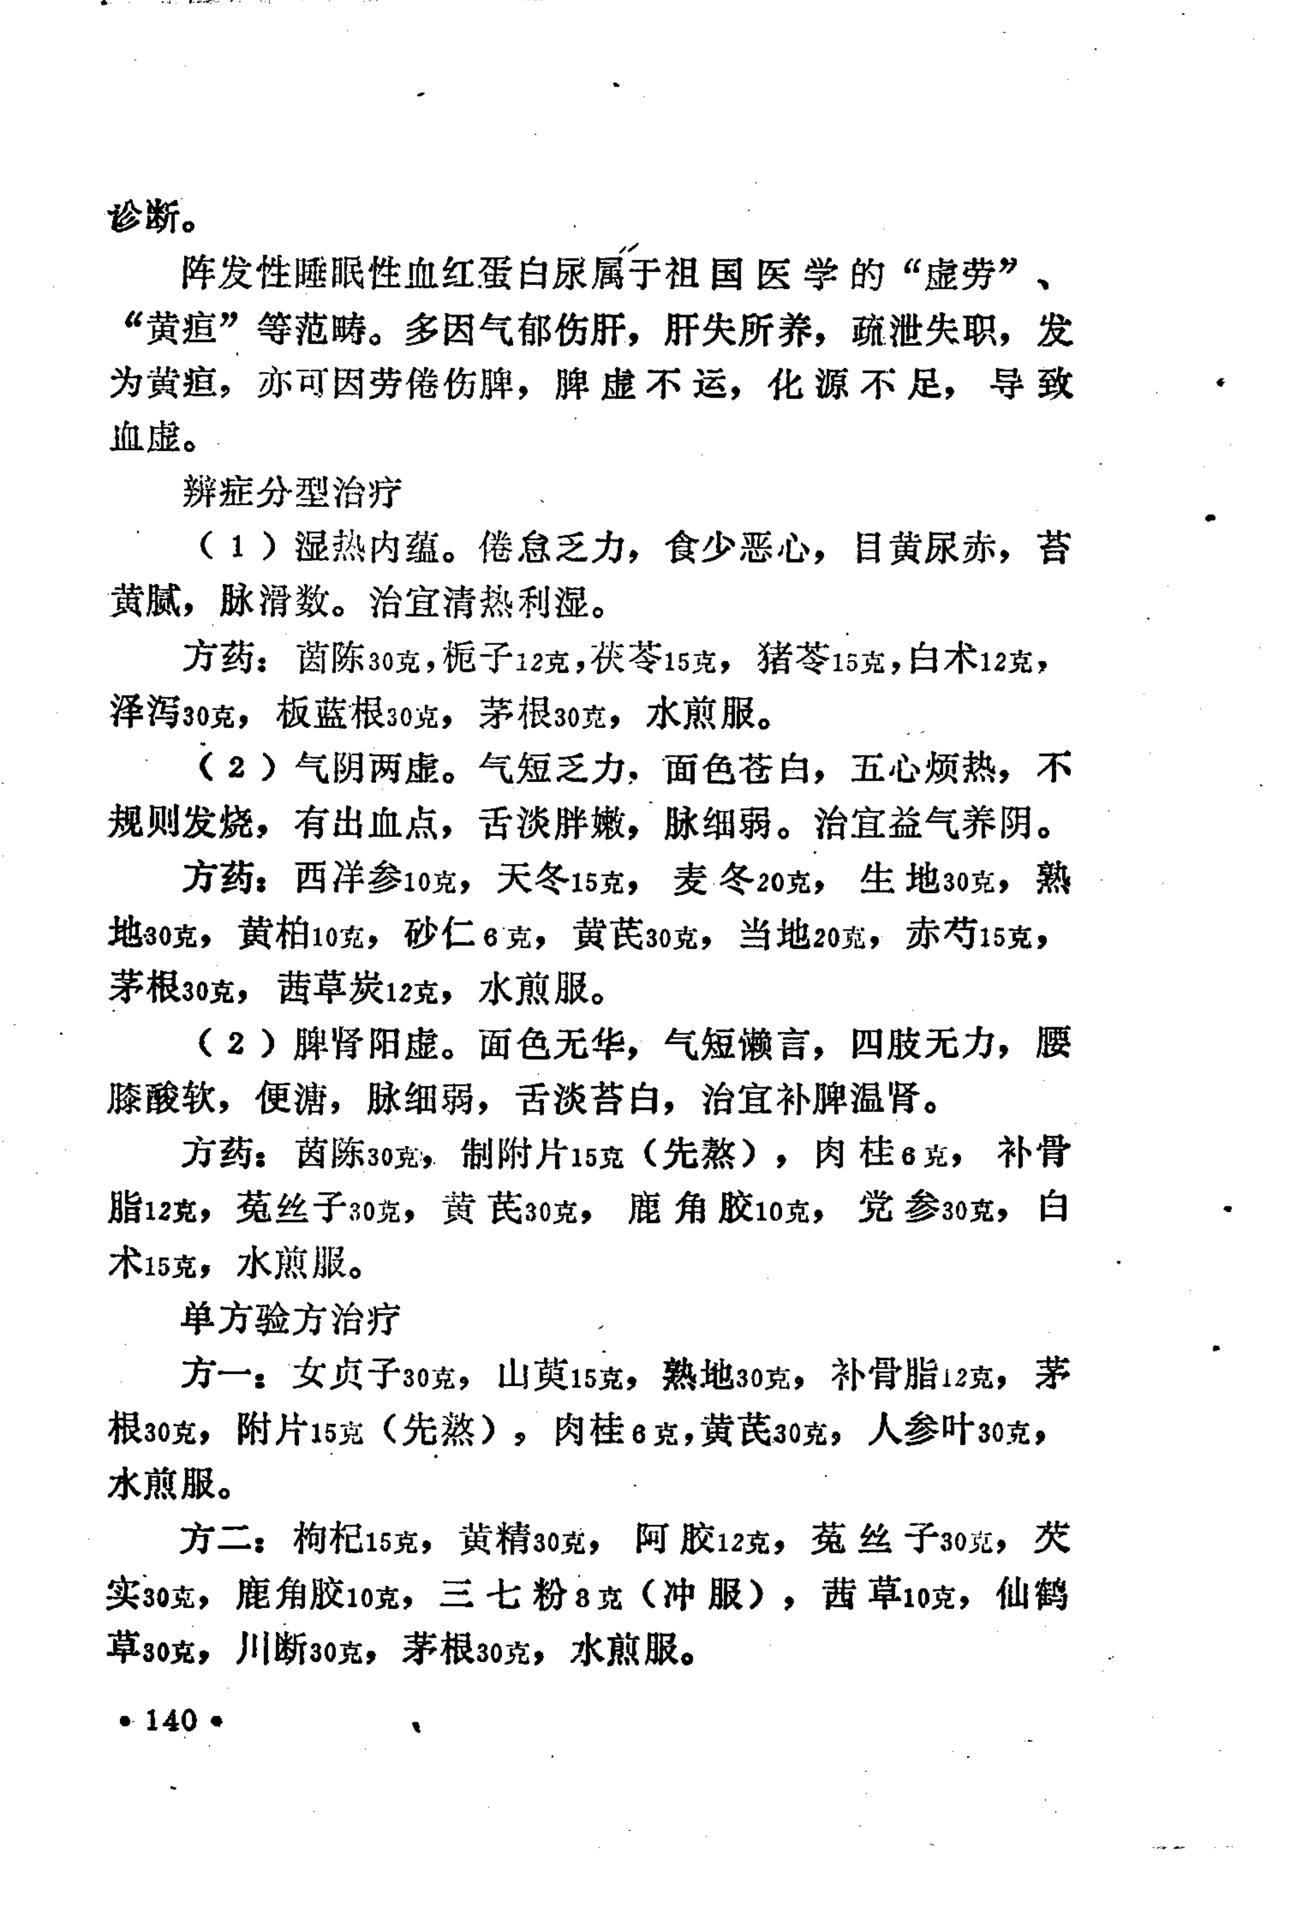 诊断。
阵发性睡眠性血红蛋白尿属于祖国医学的“虚劳”、
“黄疸”等范畴。多因气郁伤肝，肝失所养，疏泄失职，发
为黄疸，亦可因劳倦伤脾，脾虚不运，化源不足，导致
血虚。
辨症分型治疗
（1）湿热内蕴。倦怠乏力，食少恶心，目黄尿赤，苔
黄腻，脉滑数。治宜清热利湿。
方药：茵陈30克，栀子12克，茯苓15克，猪苓15克，白术12克，
泽泻30克，板蓝根30克，茅根30克，水煎服。
（2）气阴两虚。气短乏力，面色苍白，五心烦热，不
规则发烧，有出血点，舌淡胖嫩，脉细弱。治宜益气养阴。
方药：西洋参10克，天冬15克，麦冬20克，生地30克，熟
地30克，黄柏10克，砂仁6克，黄芪30克，当地20克，赤芍15克，
茅根30克，茜草炭12克，水煎服。
（2）脾肾阳虚。面色无华，气短懒言，四肢无力，腰
膝酸软，便溏，脉细弱，舌淡苔白，治宜补脾温肾。
方药：茵陈30克，制附片15克（先熬），肉桂6克，补骨
脂12克，菟丝子30克，黄芪30克，鹿角胶10克，党参30克，白
术15克，水煎服。
单方验方治疗
方一：女贞子30克，山萸15克，熟地30克，补骨脂12克，茅
根30克，附片15克（先熬），肉桂6克，黄芪30克，人参叶30克，
水煎服。
方二：枸杞15克，黄精30克，阿胶12克，菟丝子30克，芡
实30克，鹿角胶10克，三七粉3克（冲服），茜草10克，仙鹤
草30克，川断30克，茅根30克，水煎服。
•140•